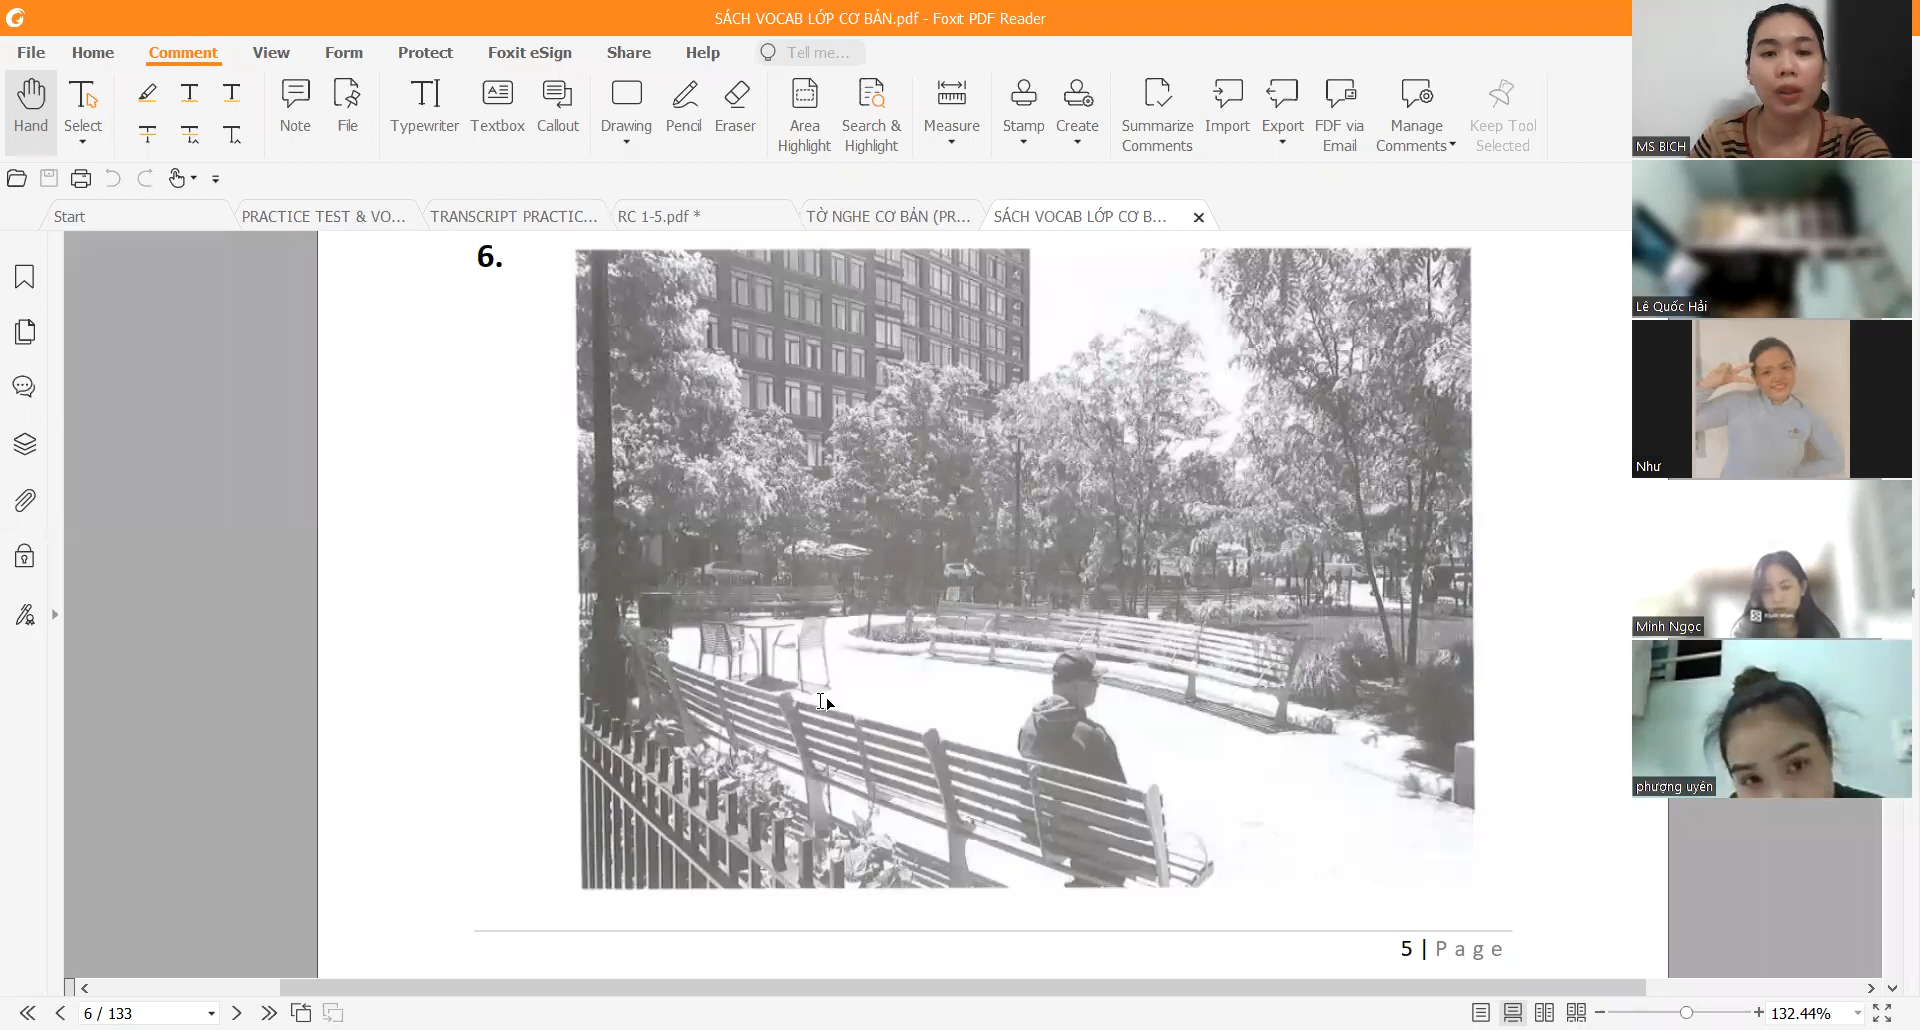 SÁCH VOCAB LỚP CƠ BẢN.pdf - Foxit PDF Reader
File Home Comment View Form Protect Foxit eSign Share Help Tell me...
Hand Select Note File Typewriter Textbox Callout Drawing Pencil Eraser Area Highlight Search & Highlight Measure Stamp Create Summarize Comments Import Export FDF via Email Manage Comments Keep Tool Selected
Start PRACTICE TEST & VO... TRANSCRIPT PRACTIC... RC 1-5.pdf * TỜ NGHE CƠ BẢN (PR... SÁCH VOCAB LỚP CƠ B...
6.
5 | Page
6 / 133
132.44%
MS BICH
Lê Quốc Hải
Như
Minh Ngọc
phượng uyên